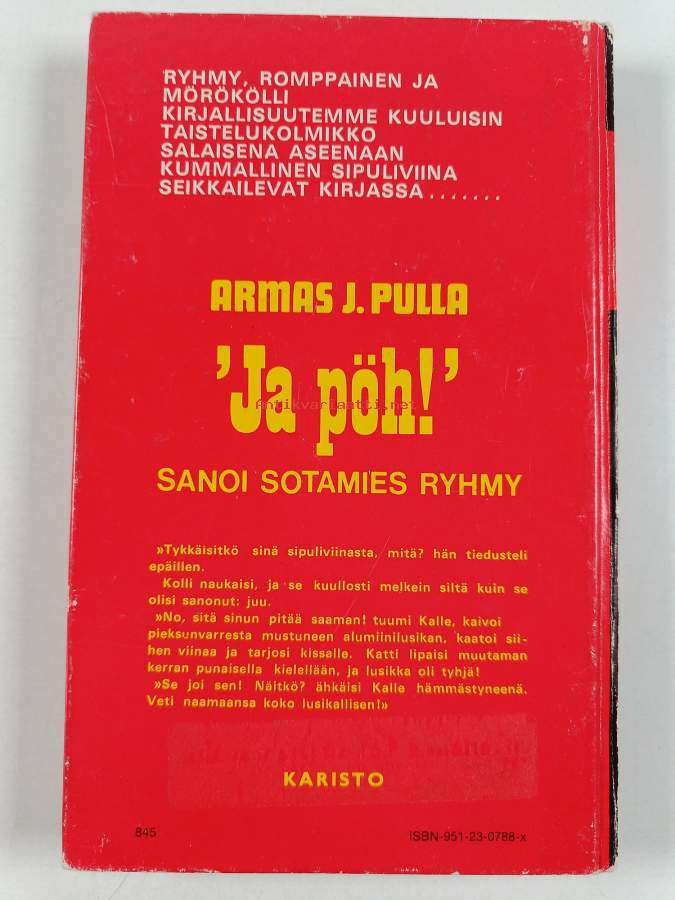 RYHMY, ROMPPAINEN JA
MÖRÖKÖLLI
KIRJALLISUUTEMME KUULUISIN
TAISTELUKOLMIKKO
SALAISENA ASEENAAN
KUMMALLINEN SIPULIVIINA
SEIKKAILEVAT KIRJASSA.......
ARMAS J. PULLA
'Ja pöh!'
Antikvariaatti.net
SANOI SOTAMIES RYHMY
»Tykkäisitkö sinä sipuliviinasta, mitä? hän tiedusteli
epäillen.
Kolli naukaisi, ja se kuullosti melkein siltä kuin se
olisi sanonut: juu.
»No, sitä sinun pitää saaman! tuumi Kalle, kaivoi
pieksunvarresta mustuneen alumiinilusikan, kaatoi sii-
hen viinaa ja tarjosi kissalle. Katti lipaisi muutaman
kerran punaisella kielellään, ja lusikka oli tyhjä!
»Se joi sen! Näitkö? ähkäisi Kalle hämmästyneenä.
Veti naamaansa koko lusikallisen!»
KARISTO
845
ISBN-951-23-0788-x